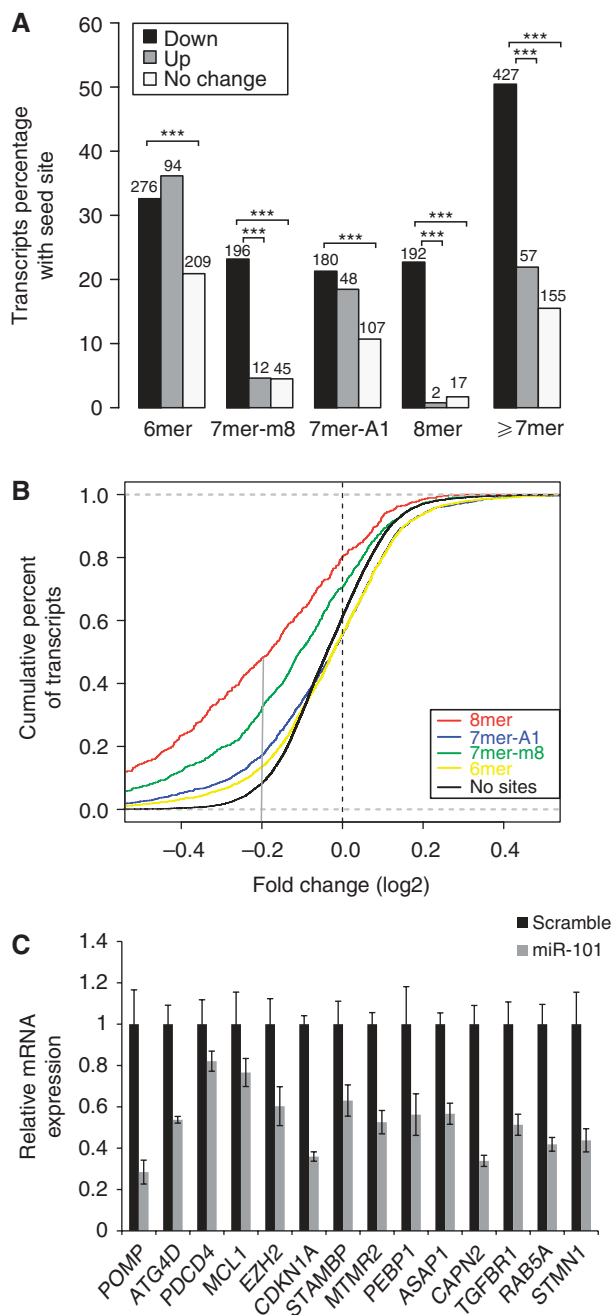 A
Transcripts percentage
with seed site
60
50
40
30
20
10
0
Down
Up
No change
***
276
94
209
***
***
196
12
45
***
180
48
107
***
***
192
2
17
***
***
427
57
155
6mer
7mer-m8
7mer-A1
8mer
⩾7mer
B
Cumulative percent
of transcripts
1.0
0.8
0.6
0.4
0.2
0.0
8mer
7mer-A1
7mer-m8
6mer
No sites
−0.4
−0.2
0.0
0.2
0.4
Fold change (log2)
C
Scramble
miR-101
Relative mRNA
expression
1.4
1.2
1
0.8
0.6
0.4
0.2
0
POMP
ATG4D
PDCD4
MCL1
EZH2
CDKN1A
STAMBP
MTMR2
PEBP1
ASAP1
CAPN2
TGFBR1
RAB5A
STMN1